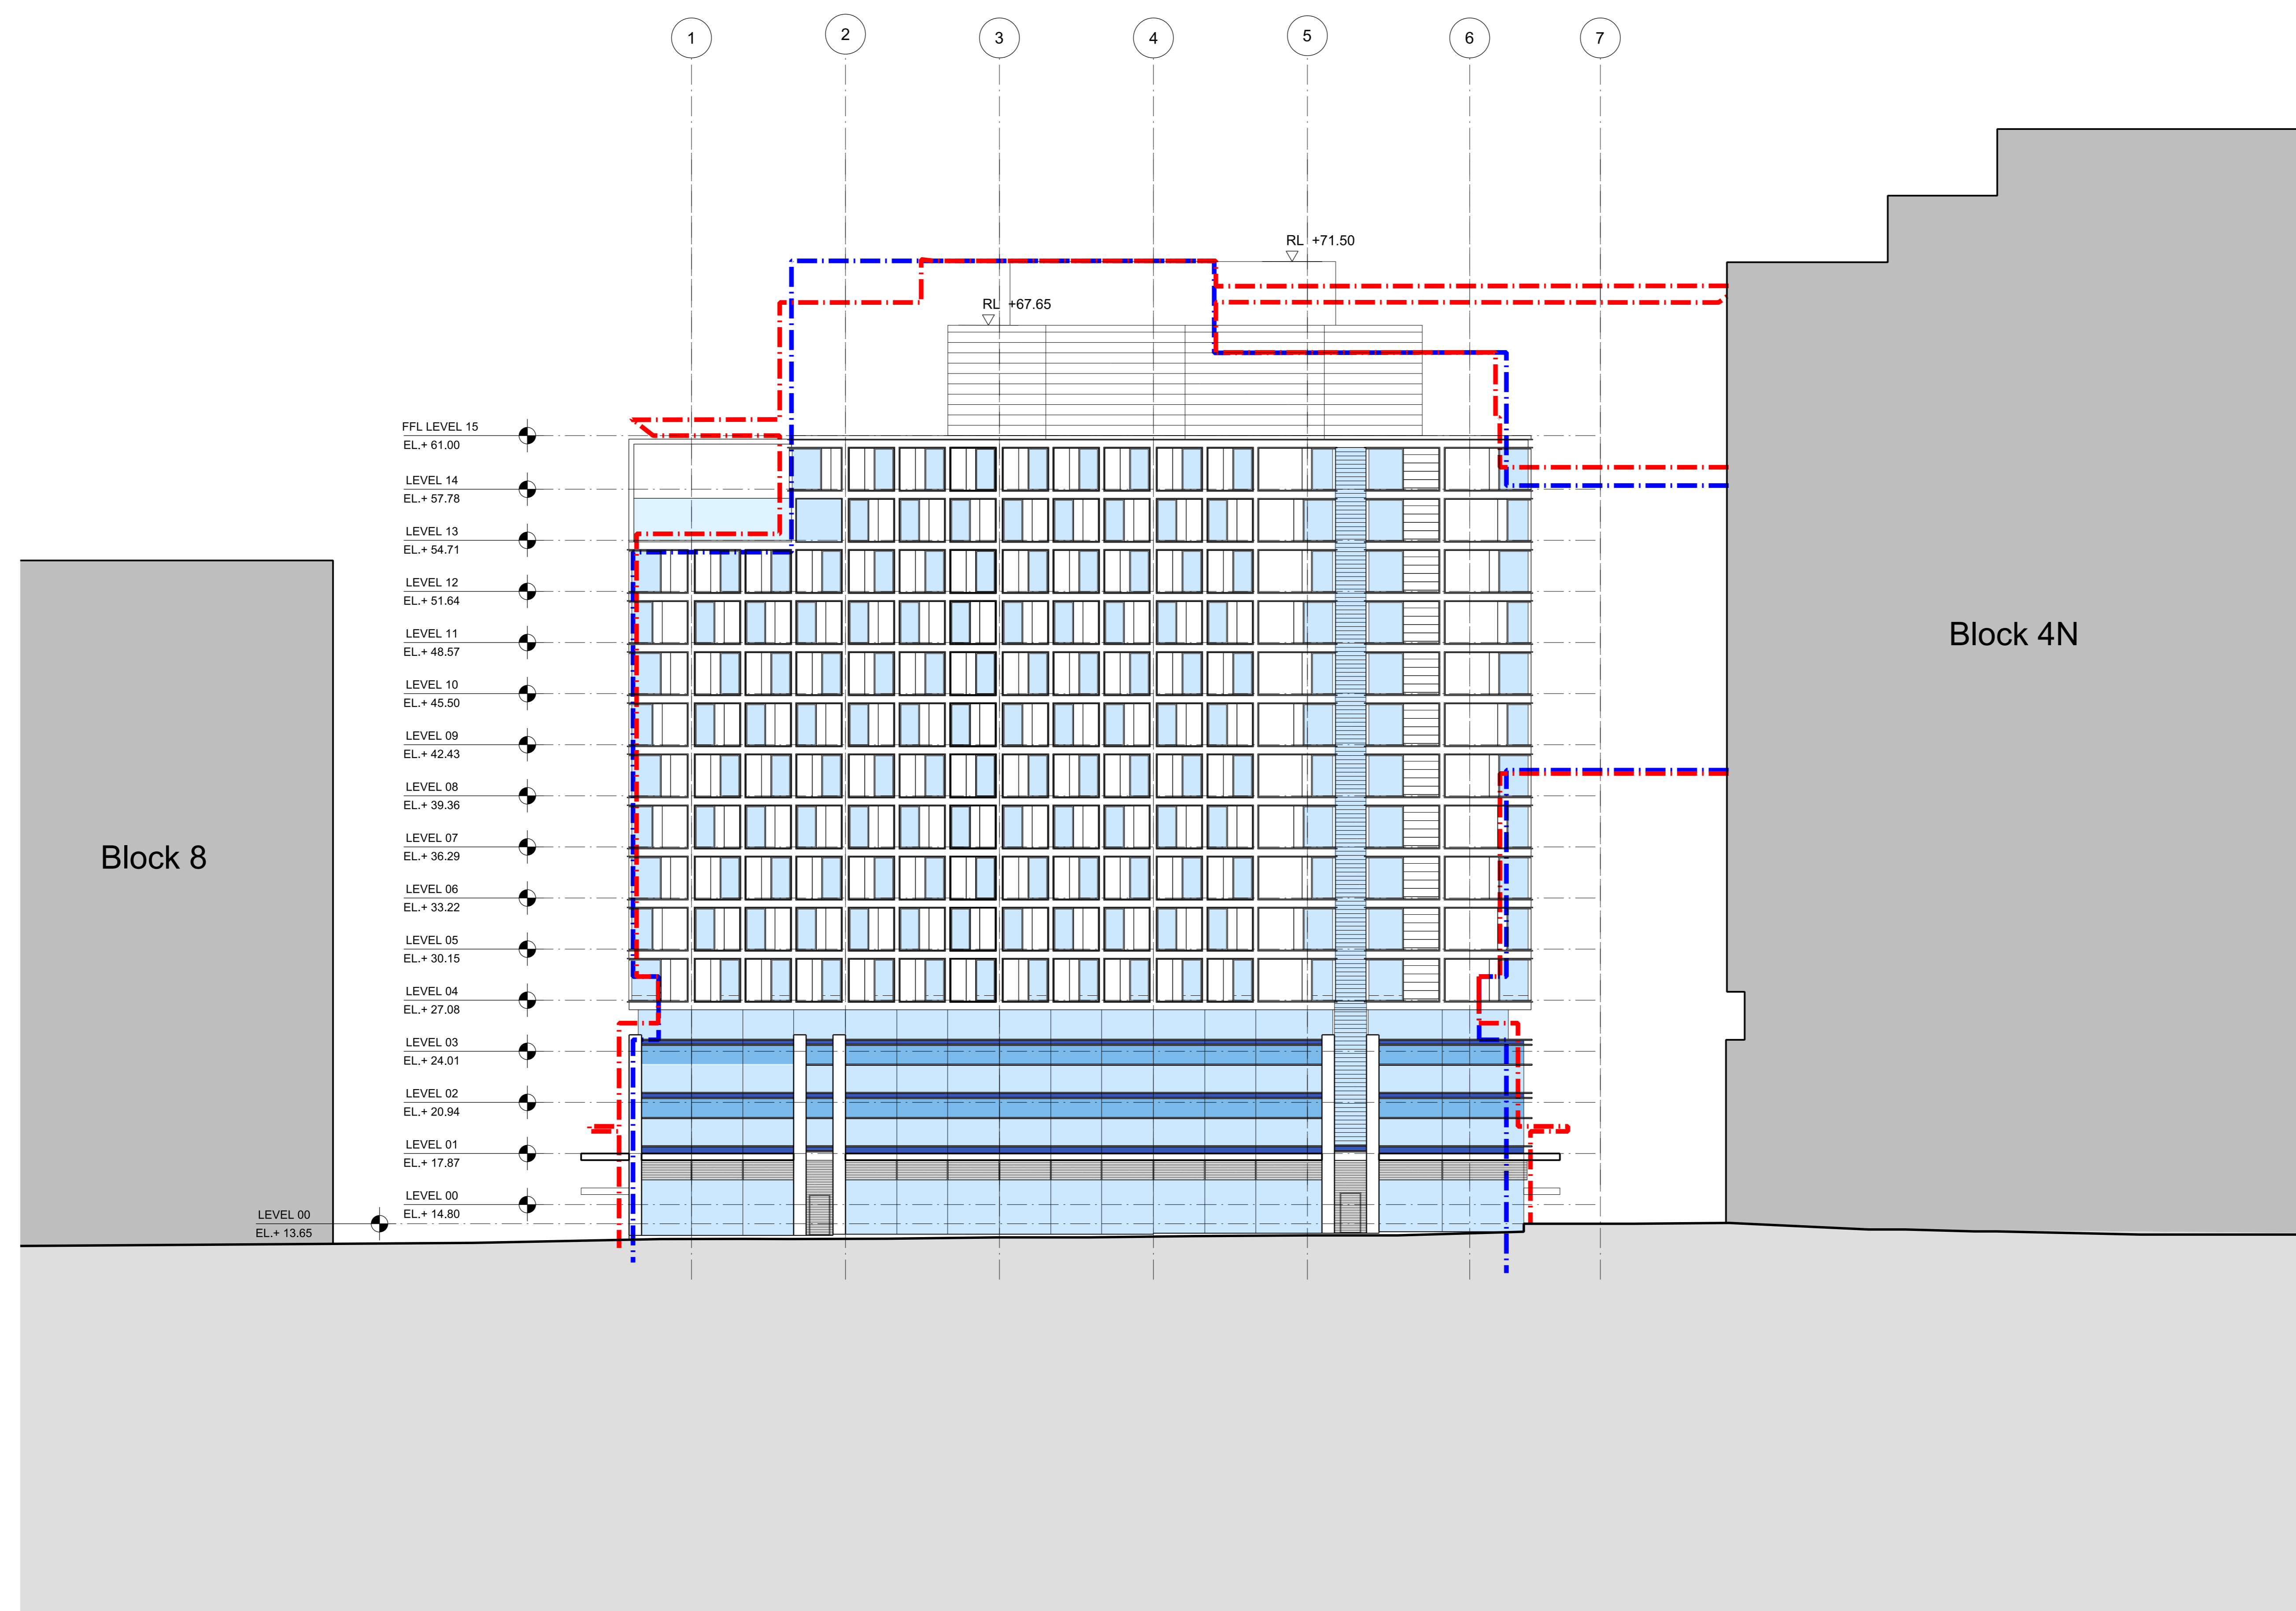 1
2
3
4
5
6
7
RL +71.50
RL +67.65
FFL LEVEL 15
EL.+ 61.00
LEVEL 14
EL.+ 57.78
LEVEL 13
EL.+ 54.71
LEVEL 12
EL.+ 51.64
LEVEL 11
EL.+ 48.57
Block 4N
LEVEL 10
EL.+ 45.50
LEVEL 09
EL.+ 42.43
LEVEL 08
EL.+ 39.36
LEVEL 07
EL.+ 36.29
Block 8
LEVEL 06
EL.+ 33.22
LEVEL 05
EL.+ 30.15
LEVEL 04
EL.+ 27.08
LEVEL 03
EL.+ 24.01
LEVEL 02
EL.+ 20.94
LEVEL 01
EL.+ 17.87
LEVEL 00
EL.+ 14.80
LEVEL 00
EL.+ 13.65